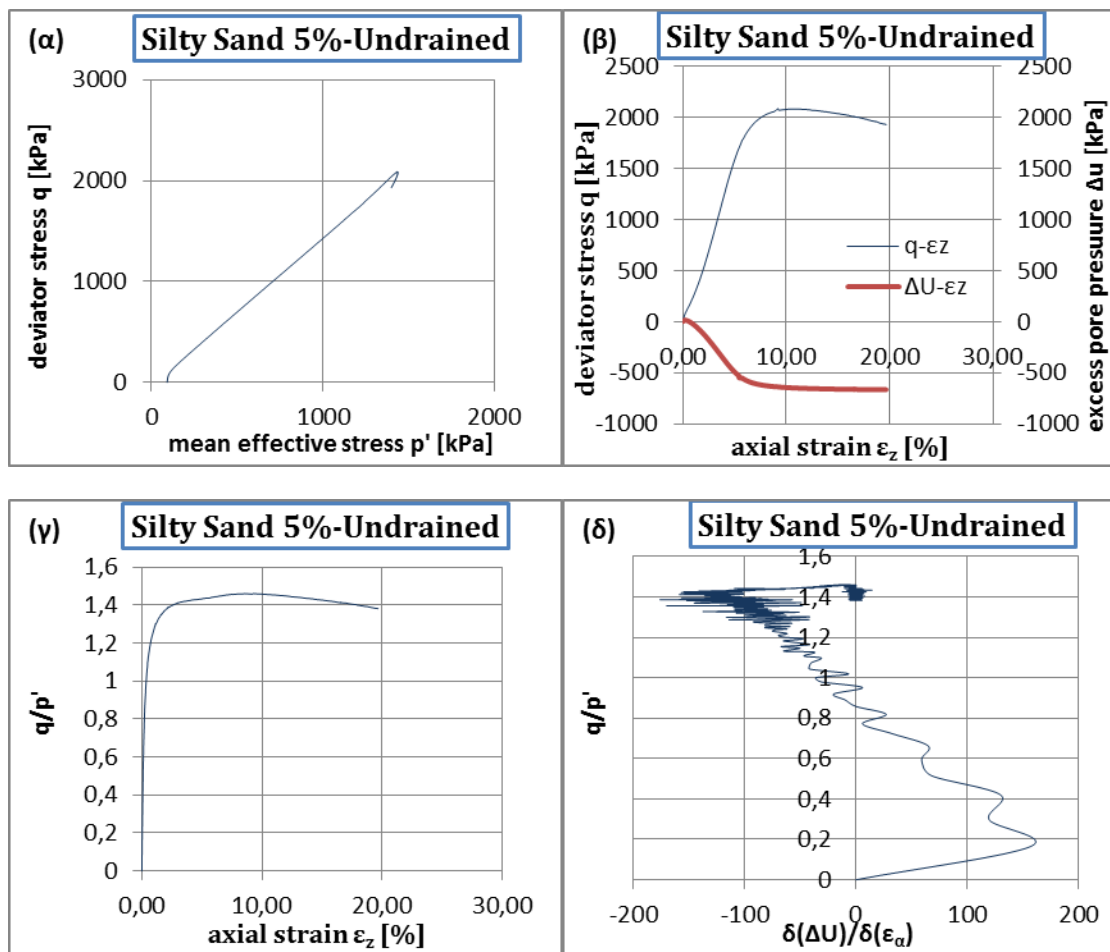 (α)
Silty Sand 5%-Undrained
3000
2000
1000
0
0
1000
2000
deviator stress q [kPa]
mean effective stress p' [kPa]
(β)
Silty Sand 5%-Undrained
2500
2000
1500
1000
500
0
-500
-1000
2500
2000
1500
1000
500
0
-500
-1000
0,00
10,00
20,00
30,00
deviator stress q [kPa]
excess pore presuure Δu [kPa]
q-εz
ΔU-εz
axial strain εz [%]
(γ)
Silty Sand 5%-Undrained
1,6
1,4
1,2
1
0,8
0,6
0,4
0,2
0
0,00
10,00
20,00
30,00
q/p'
axial strain εz [%]
(δ)
Silty Sand 5%-Undrained
1,6
1,4
1,2
1
0,8
0,6
0,4
0,2
0
-200
-100
0
100
200
q/p'
δ(ΔU)/δ(εα)